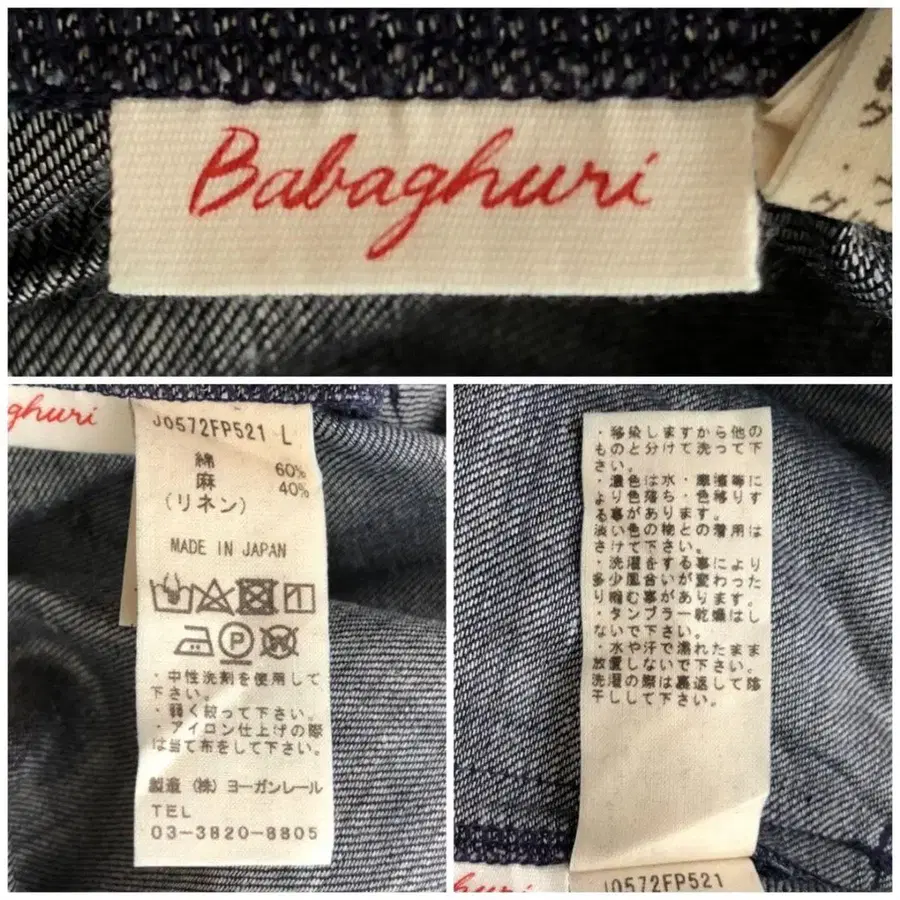 Babaghuri
ghuri
J0572FP521 L
綿 60%
麻 40%
(リネン)
MADE IN JAPAN
P
・中性洗剤を使用して
下さい。
・弱く絞って下さい。
・アイロン仕上げの際
は当て布をして下さい。
製造 (株) ヨーガンレール
TEL
03-3820-8805
・移染しますから他の
ものと分けて洗って下
さい。
・濃色は水・摩擦等に
より色落ち・色移りす
る事があります。
淡い色の物との着用は
さけて下さい。
・洗濯をする事により
多少風合いが変わった
り縮む事があります。
・タンブラー乾燥はし
ないで下さい。
・水や汗で濡れたまま
放置しないで下さい。
洗濯の際は裏返して陰
干しして下さい。
huri
J0572FP521